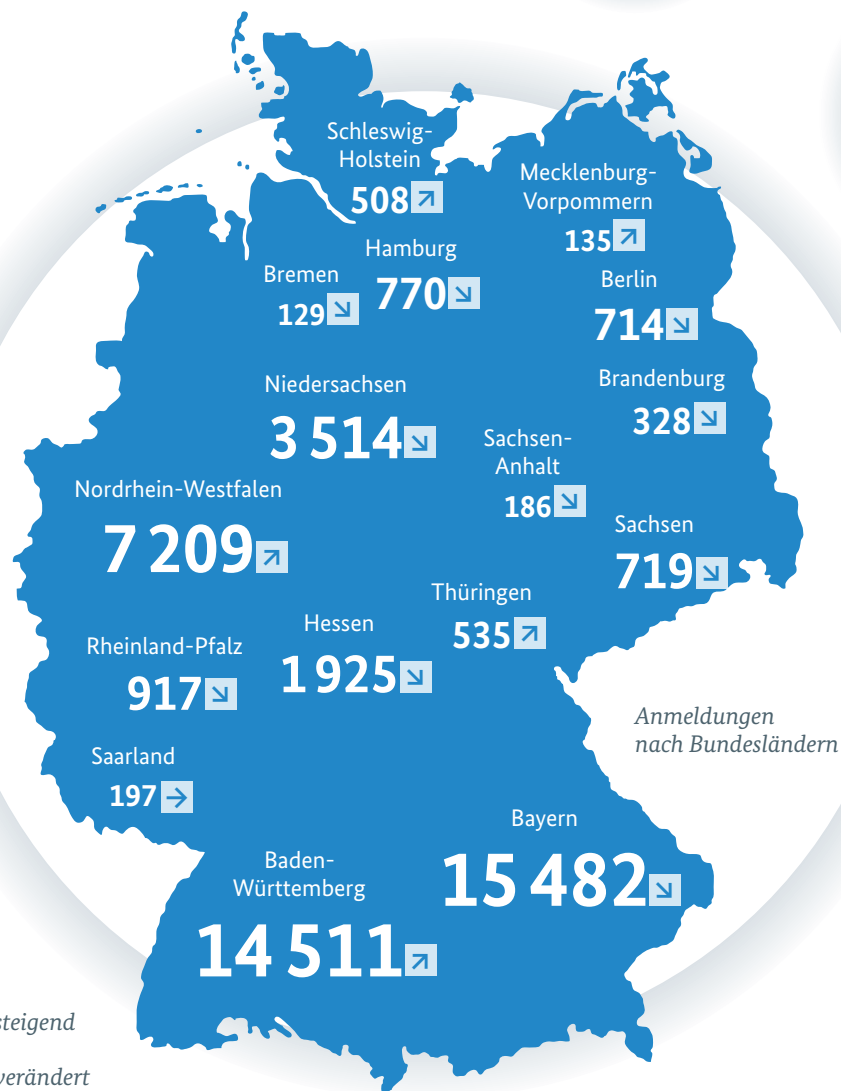 Schleswig-
Holstein
508
Mecklenburg-
Vorpommern
135
Hamburg
770
Bremen
129
Berlin
714
Niedersachsen
3 514
Brandenburg
328
Sachsen-
Anhalt
186
Nordrhein-Westfalen
7 209
Sachsen
719
Thüringen
535
Hessen
1 925
Rheinland-Pfalz
917
Anmeldungen
nach Bundesländern
Saarland
197
Bayern
15 482
Baden-
Württemberg
14 511
steigend
verändert